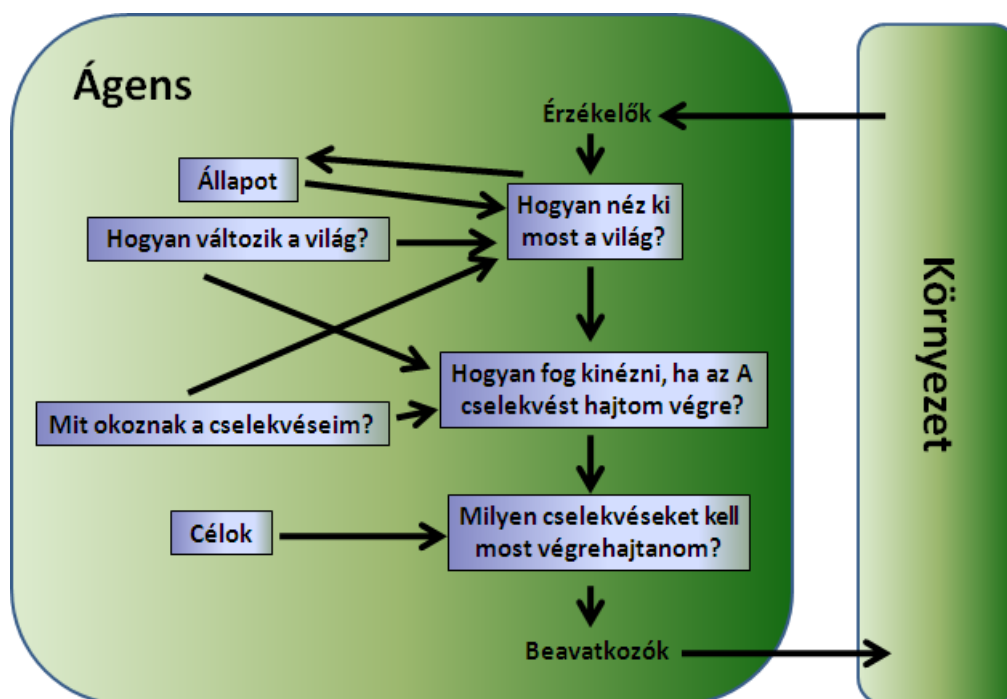 Ágens
Érzékelők
Állapot
Hogyan néz ki
most a világ?
Hogyan változik a világ?
Hogyan fog kinézni, ha az A
cselekvést hajtom végre?
Mit okoznak a cselekvéseim?
Célok
Milyen cselekvéseket kell
most végrehajtanom?
Beavatkozók
Környezet